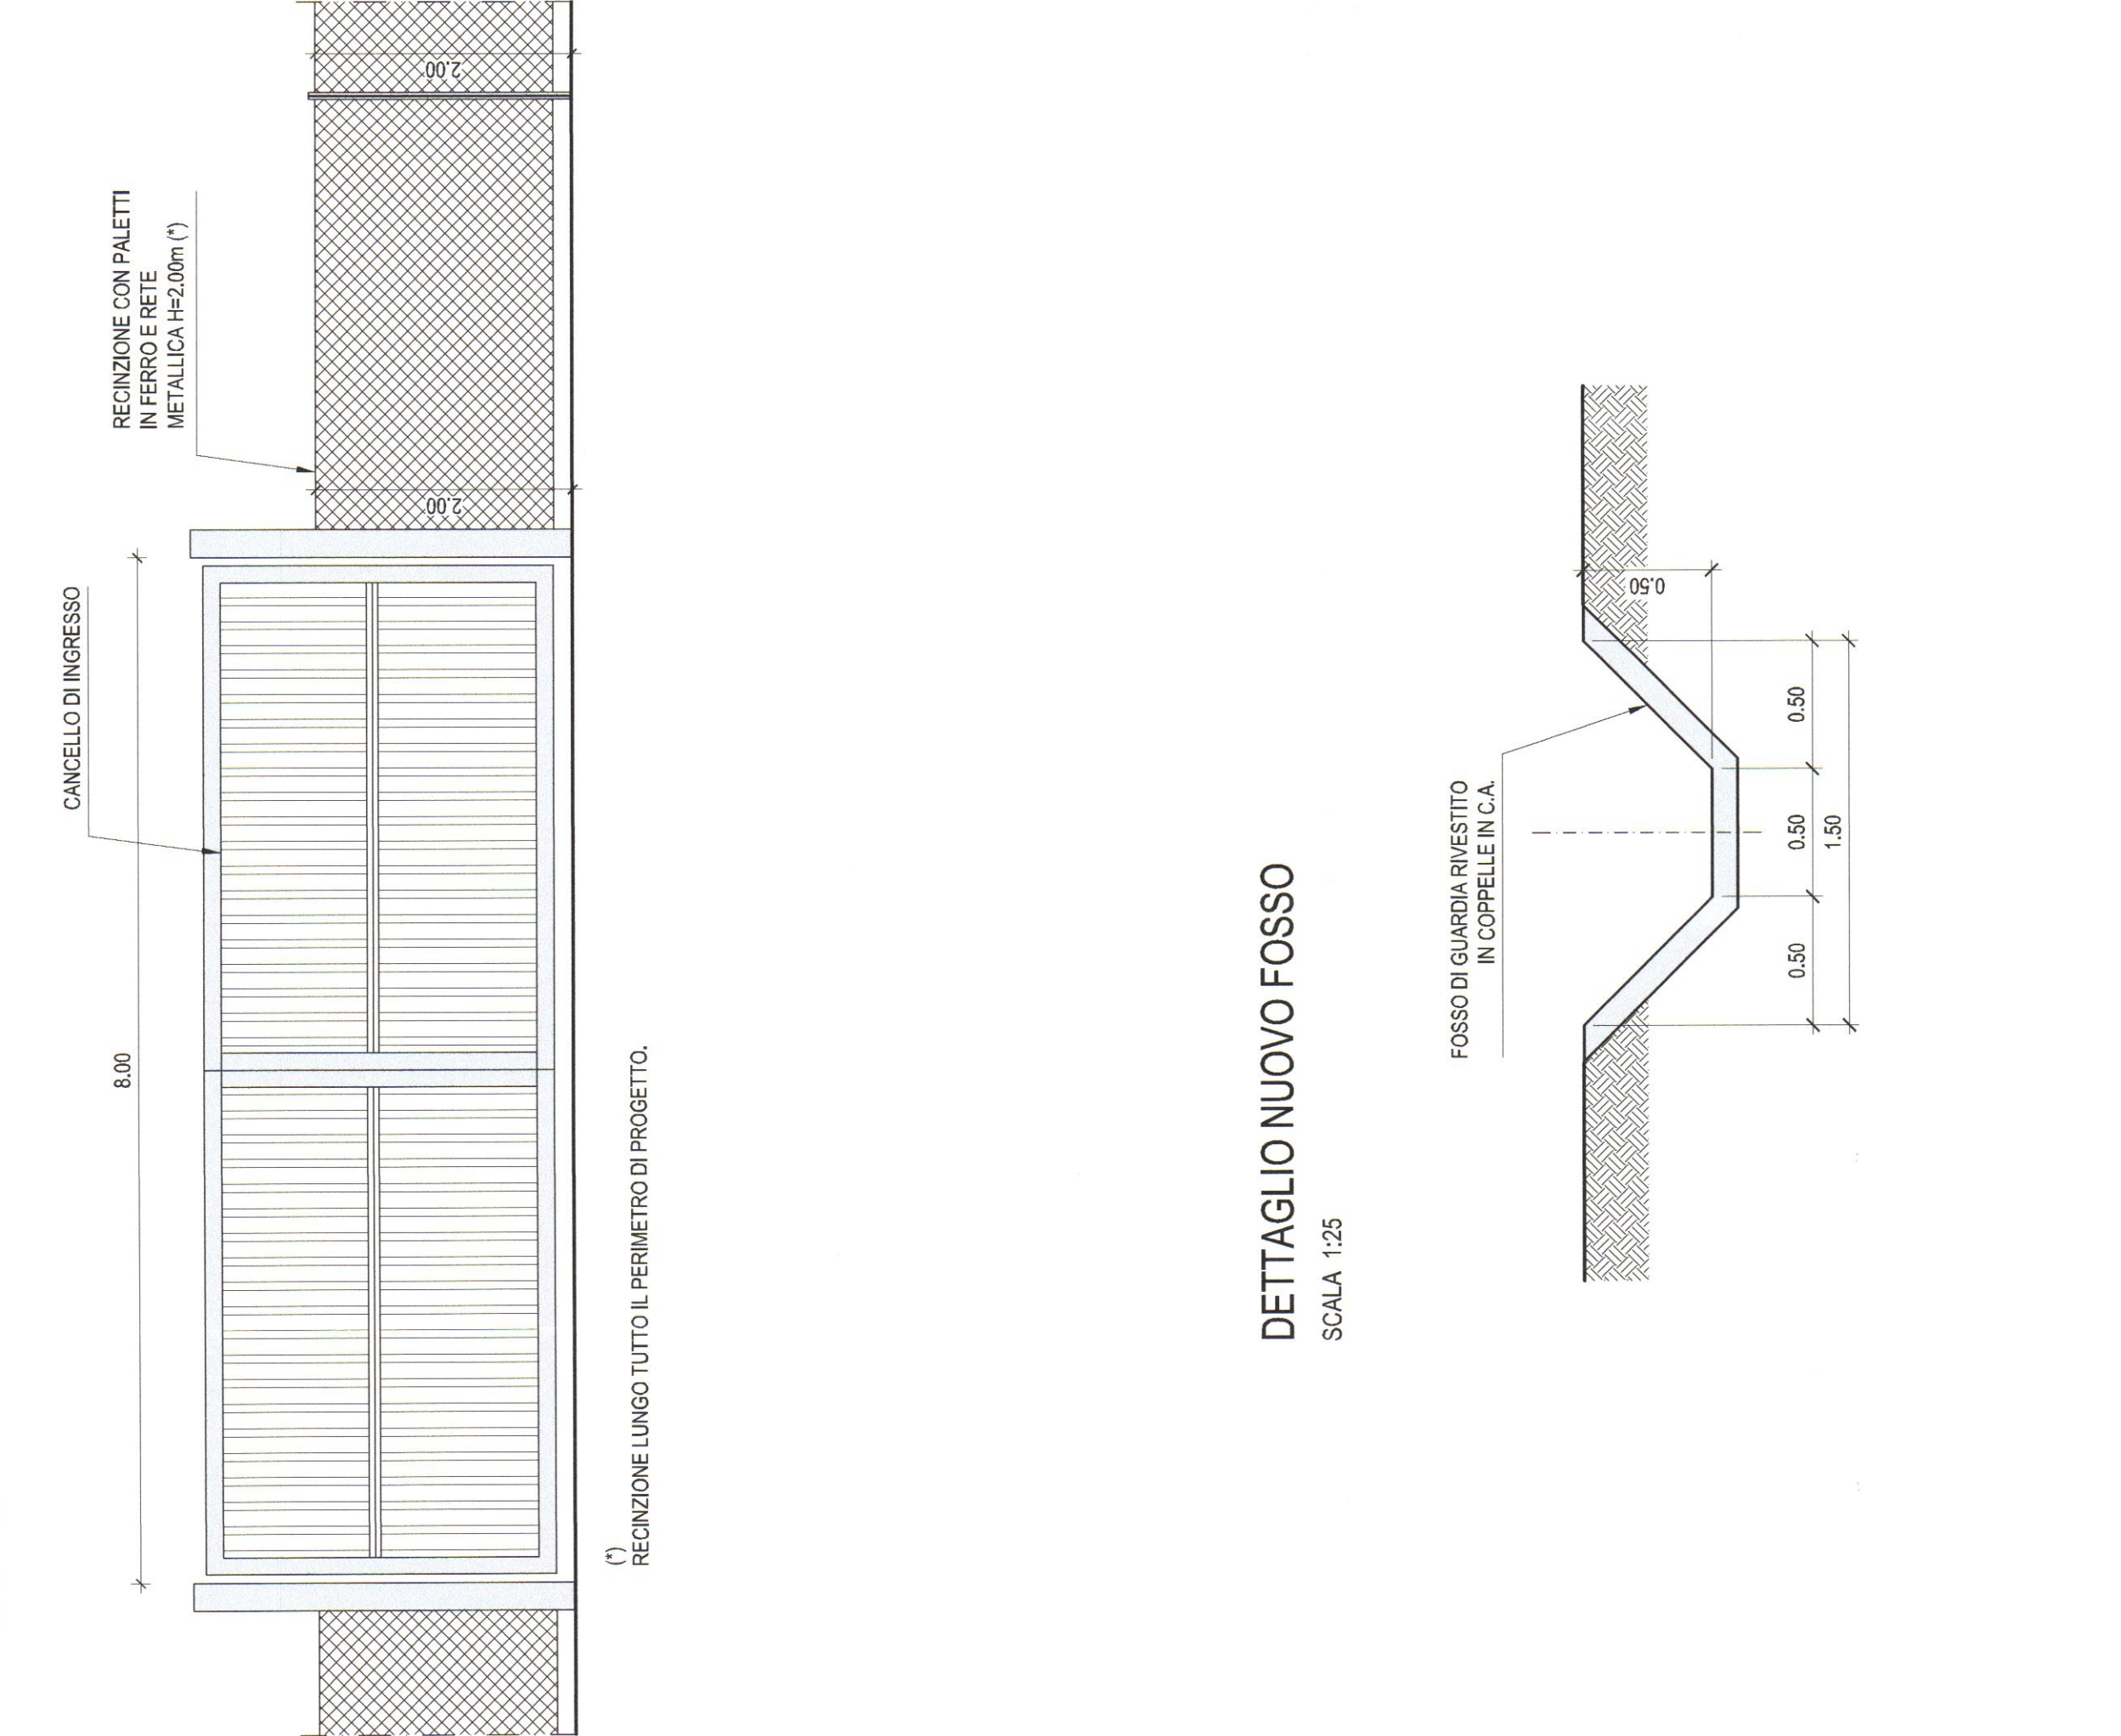 CANCELLO DI INGRESSO
8.00
RECINZIONE CON PALETTI
IN FERRO E RETE
METALLICA H=2.00m (*)
2.00
2.00
(*)
RECINZIONE LUNGO TUTTO IL PERIMETRO DI PROGETTO.
DETTAGLIO NUOVO FOSSO
SCALA 1:25
FOSSO DI GUARDIA RIVESTITO
IN COPPELLE IN C.A.
0.50
0.50
0.50
0.50
1.50